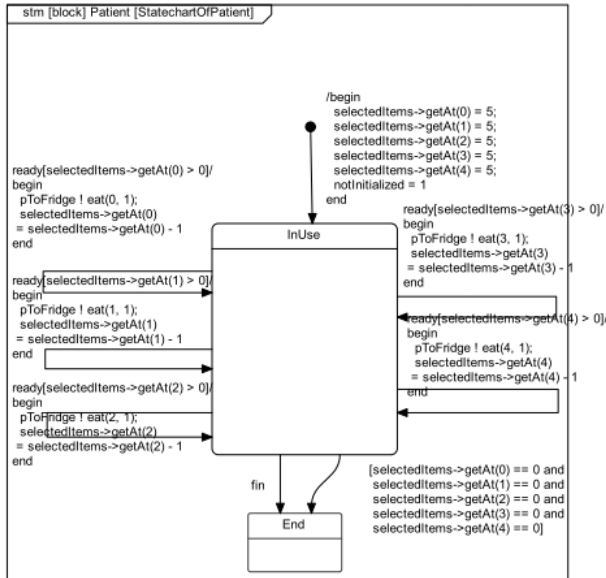 stm [block] Patient [StatechartOfPatient]
/begin
selectedItems->getAt(0) = 5;
selectedItems->getAt(1) = 5;
selectedItems->getAt(2) = 5;
selectedItems->getAt(3) = 5;
selectedItems->getAt(4) = 5;
notInitialized = 1
end
ready[selectedItems->getAt(0) > 0]/
begin
pToFridge ! eat(0, 1);
selectedItems->getAt(0)
= selectedItems->getAt(0) - 1
end
ready[selectedItems->getAt(1) > 0]/
begin
pToFridge ! eat(1, 1);
selectedItems->getAt(1)
= selectedItems->getAt(1) - 1
end
ready[selectedItems->getAt(2) > 0]/
begin
pToFridge ! eat(2, 1);
selectedItems->getAt(2)
= selectedItems->getAt(2) - 1
end
InUse
ready[selectedItems->getAt(3) > 0]/
begin
pToFridge ! eat(3, 1);
selectedItems->getAt(3)
= selectedItems->getAt(3) - 1
end
ready[selectedItems->getAt(4) > 0]/
begin
pToFridge ! eat(4, 1);
selectedItems->getAt(4)
= selectedItems->getAt(4) - 1
end
fin
[selectedItems->getAt(0) == 0 and
selectedItems->getAt(1) == 0 and
selectedItems->getAt(2) == 0 and
selectedItems->getAt(3) == 0 and
selectedItems->getAt(4) == 0]
End